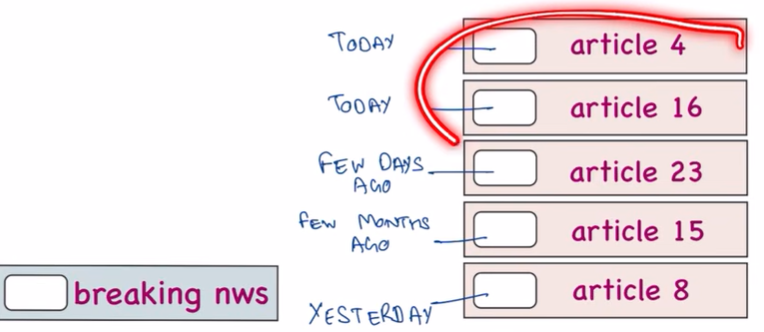 TODAY article 4
TODAY article 16
FEW DAYS article 23
AGO
FEW MONTHS article 15
AGO
breaking nws article 8
YESTERDAY